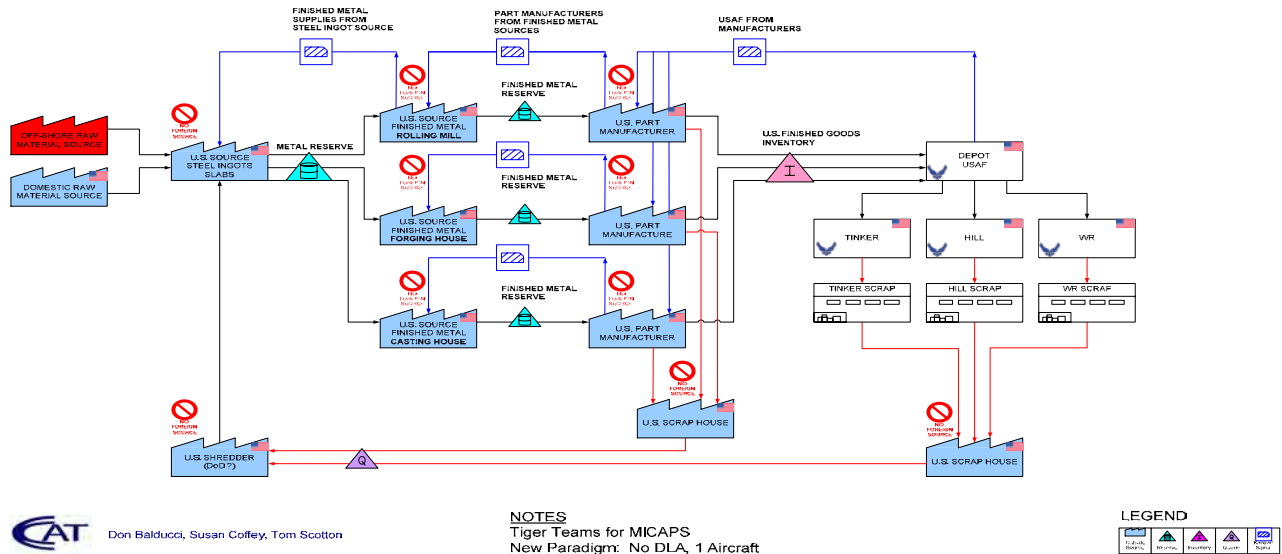 FINISHED METAL
SUPPLIES FROM
STEEL INGOT SOURCE
PART MANUFACTURERS
FROM FINISHED METAL
SOURCES
USAF FROM
MANUFACTURERS
OFF-SHORE RAW
MATERIAL SOURCE
DOMESTIC RAW
MATERIAL SOURCE
NO
FOREIGN
SOURCE
U.S. SOURCE
STEEL INGOTS
SLABS
METAL RESERVE
U.S. SOURCE
FINISHED METAL
ROLLING MILL
FINISHED METAL
RESERVE
U.S. PART
MANUFACTURER
U.S. SOURCE
FINISHED METAL
FORGING HOUSE
FINISHED METAL
RESERVE
U.S. PART
MANUFACTURE
U.S. SOURCE
FINISHED METAL
CASTING HOUSE
FINISHED METAL
RESERVE
U.S. PART
MANUFACTURER
U.S. FINISHED GOODS
INVENTORY
I
DEPOT
USAF
TINKER
HILL
WR
TINKER SCRAP
HILL SCRAP
WR SCRAP
NO
FOREIGN
SOURCE
U.S. SCRAP HOUSE
NO
FOREIGN
SOURCE
U.S. SCRAP HOUSE
NO
FOREIGN
SOURCE
U.S. SHREDDER
(DoD?)
Q
CAT
Don Balducci, Susan Coffey, Tom Scotton
NOTES
Tiger Teams for MICAPS
New Paradigm: No DLA, 1 Aircraft
LEGEND